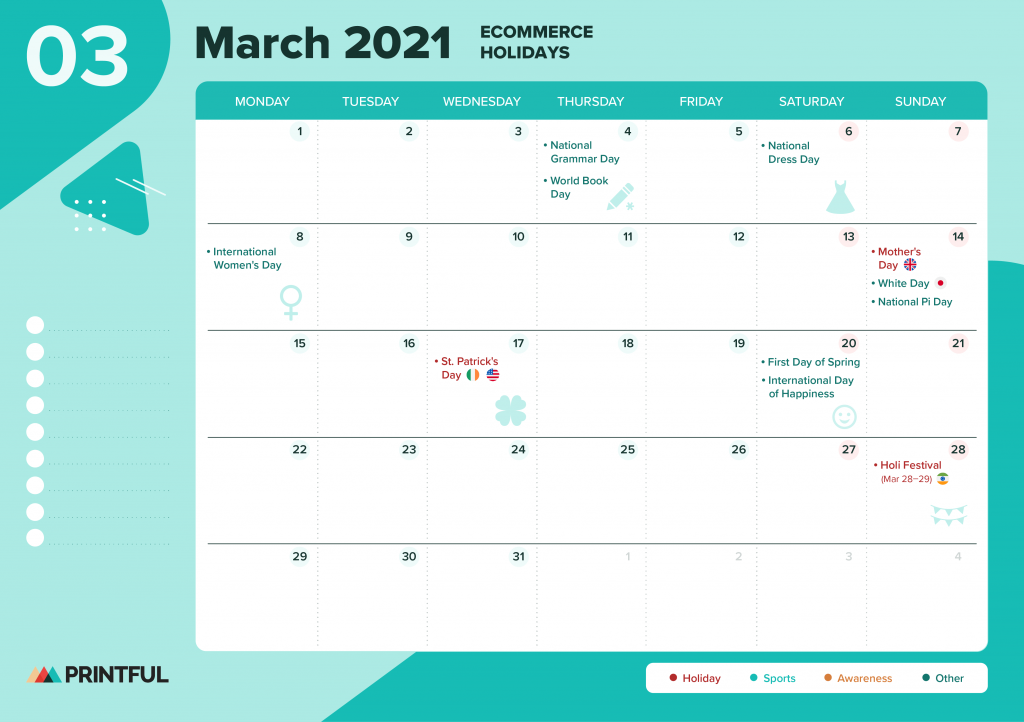 03
March 2021
ECOMMERCE
HOLIDAYS
MONDAY TUESDAY WEDNESDAY THURSDAY FRIDAY SATURDAY SUNDAY
1 2 3 4 5 6 7
• National
Grammar Day
• World Book
Day
• National
Dress Day
8 9 10 11 12 13 14
• International
Women's Day
• Mother's
Day
• White Day
• National Pi Day
15 16 17 18 19 20 21
• St. Patrick's
Day
• First Day of Spring
• International Day
of Happiness
22 23 24 25 26 27 28
• Holi Festival
(Mar 28–29)
29 30 31 1 2 3 4
PRINTFUL
Holiday Sports Awareness Other